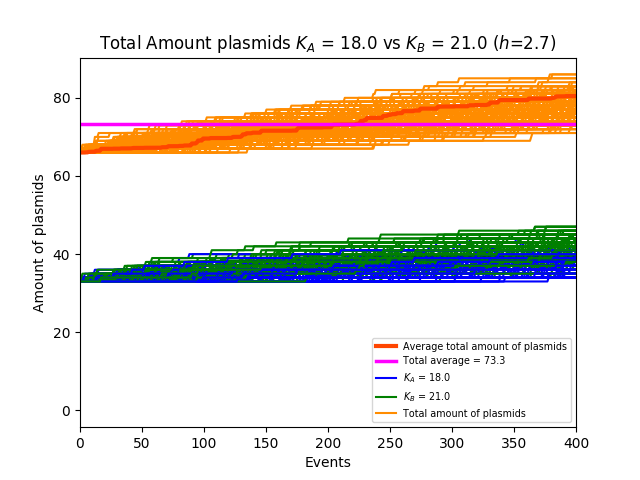 Total Amount plasmids K_A = 18.0 vs K_B = 21.0 (h=2.7)
80
60
40
20
0
Amount of plasmids
Average total amount of plasmids
Total average = 73.3
K_A = 18.0
K_B = 21.0
Total amount of plasmids
0 50 100 150 200 250 300 350 400
Events